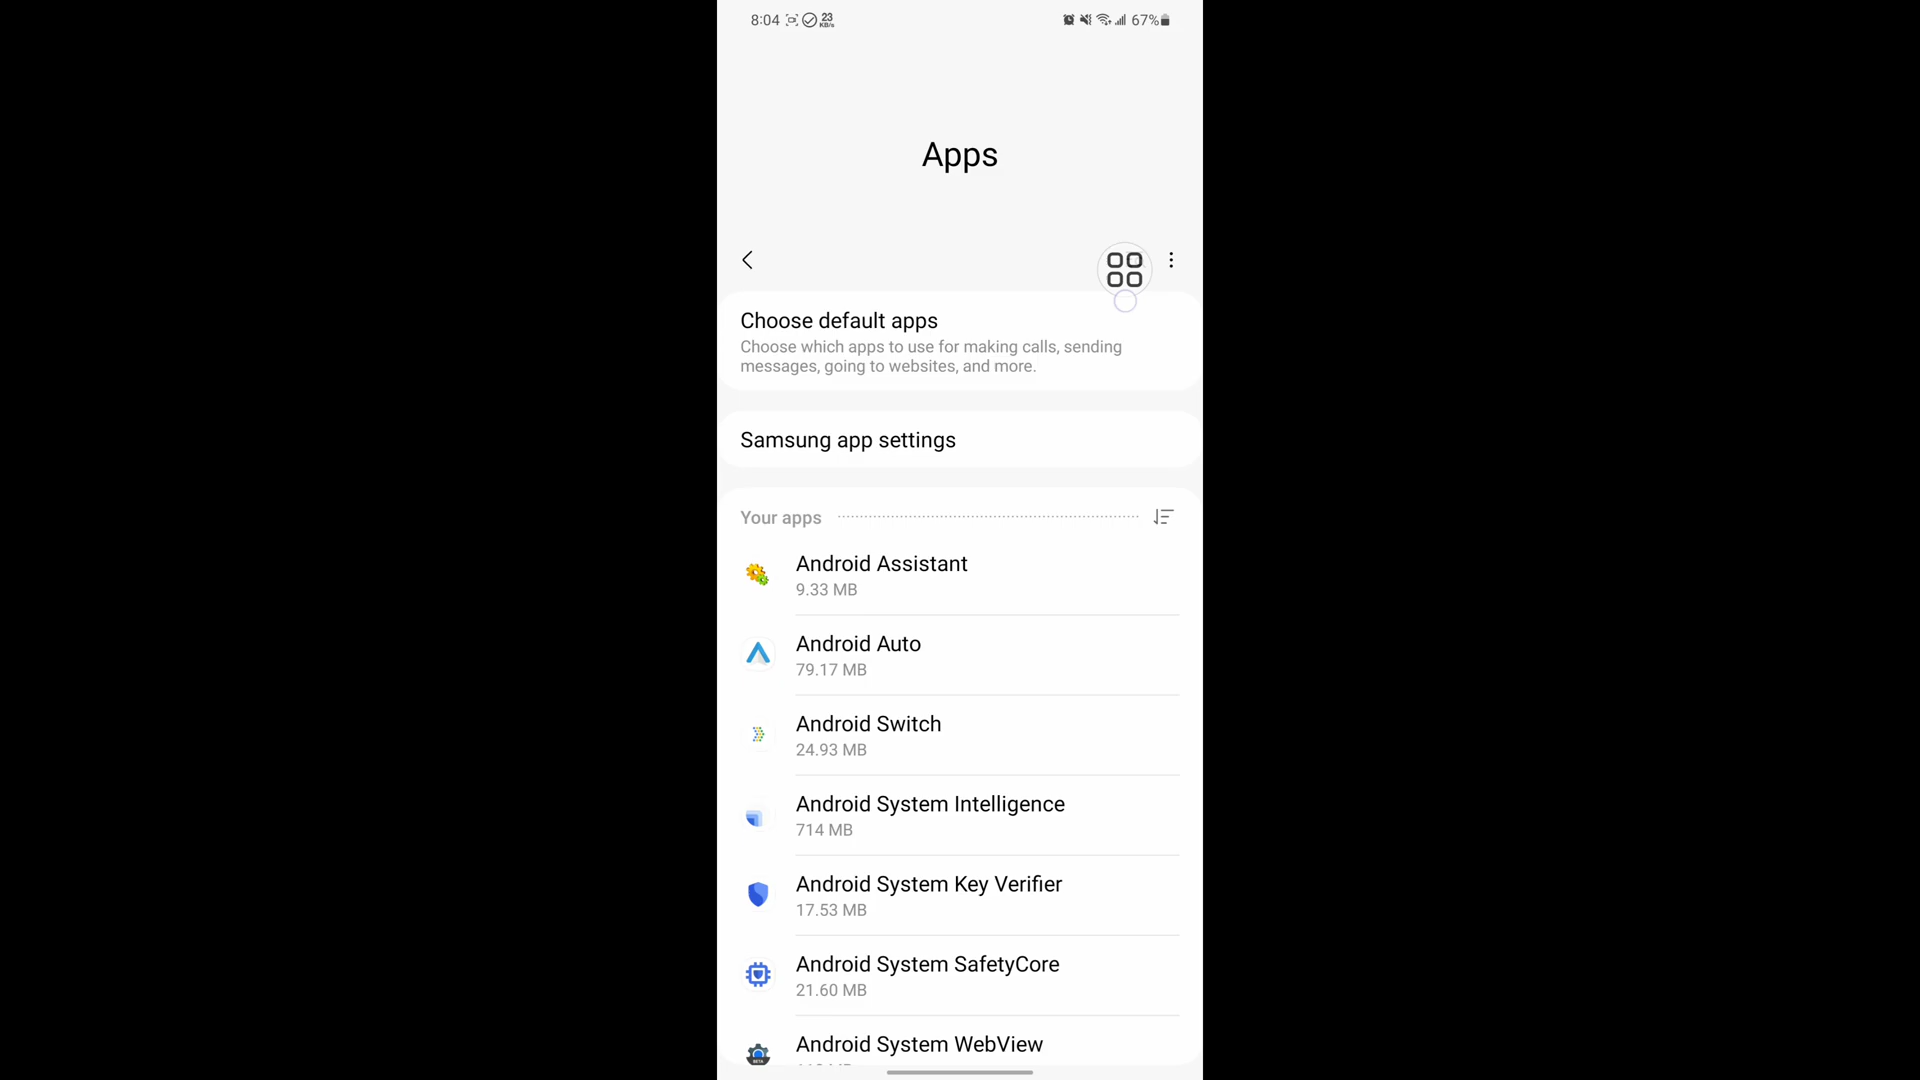 8:04 23 KB/s 67%
Apps
Choose default apps
Choose which apps to use for making calls, sending
messages, going to websites, and more.
Samsung app settings
Your apps
Android Assistant
9.33 MB
Android Auto
79.17 MB
Android Switch
24.93 MB
Android System Intelligence
714 MB
Android System Key Verifier
17.53 MB
Android System SafetyCore
21.60 MB
Android System WebView